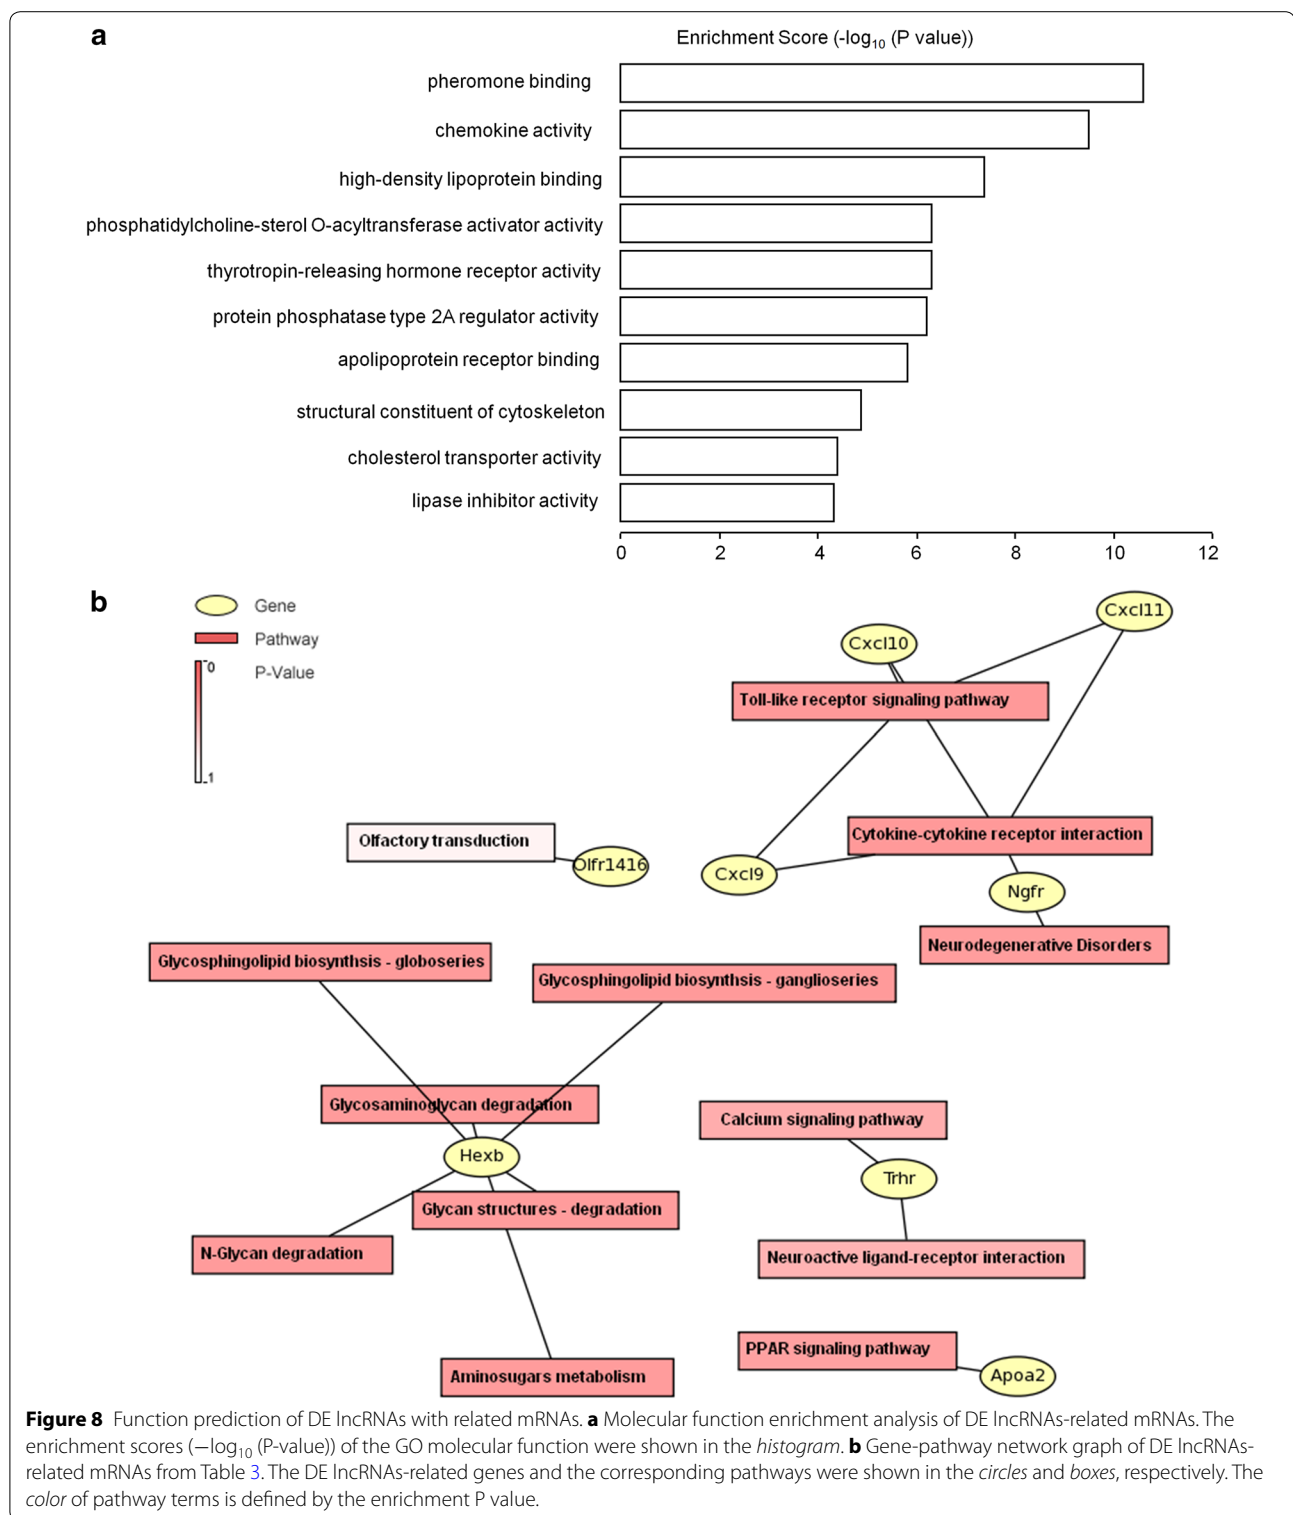 a
Enrichment Score (-log10 (P value))
pheromone binding
chemokine activity
high-density lipoprotein binding
phosphatidylcholine-sterol O-acyltransferase activator activity
thyrotropin-releasing hormone receptor activity
protein phosphatase type 2A regulator activity
apolipoprotein receptor binding
structural constituent of cytoskeleton
cholesterol transporter activity
lipase inhibitor activity
0 2 4 6 8 10 12
b
Gene
Pathway
0
P-Value
1
Cxcl11
Cxcl10
Toll-like receptor signaling pathway
Cytokine-cytokine receptor interaction
Olfactory transduction
Olfr1416
Cxcl9
Ngfr
Neurodegenerative Disorders
Glycosphingolipid biosynthsis - globoseries
Glycosphingolipid biosynthsis - ganglioseries
Glycosaminoglycan degradation
Calcium signaling pathway
Hexb
Trhr
Glycan structures - degradation
N-Glycan degradation
Neuroactive ligand-receptor interaction
PPAR signaling pathway
Apoa2
Aminosugars metabolism
Figure 8 Function prediction of DE lncRNAs with related mRNAs. a Molecular function enrichment analysis of DE lncRNAs-related mRNAs. The
enrichment scores (−log10 (P-value)) of the GO molecular function were shown in the histogram. b Gene-pathway network graph of DE lncRNAs-
related mRNAs from Table 3. The DE lncRNAs-related genes and the corresponding pathways were shown in the circles and boxes, respectively. The
color of pathway terms is defined by the enrichment P value.